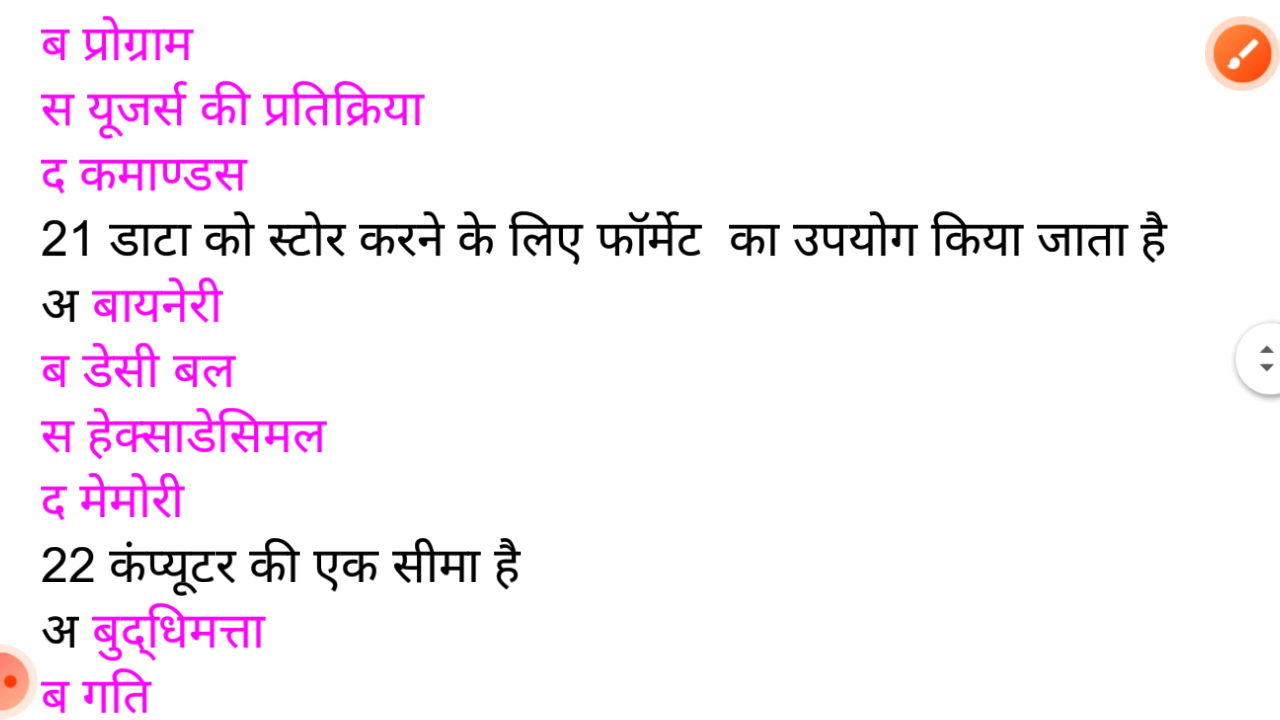 ब प्रोग्राम
स यूजर्स की प्रतिक्रिया
द कमाण्डस
21 डाटा को स्टोर करने के लिए फॉर्मेट का उपयोग किया जाता है
अ बायनेरी
ब डेसी बल
स हेक्साडेसिमल
द मेमोरी
22 कंप्यूटर की एक सीमा है
अ बुद्धिमत्ता
ब गति